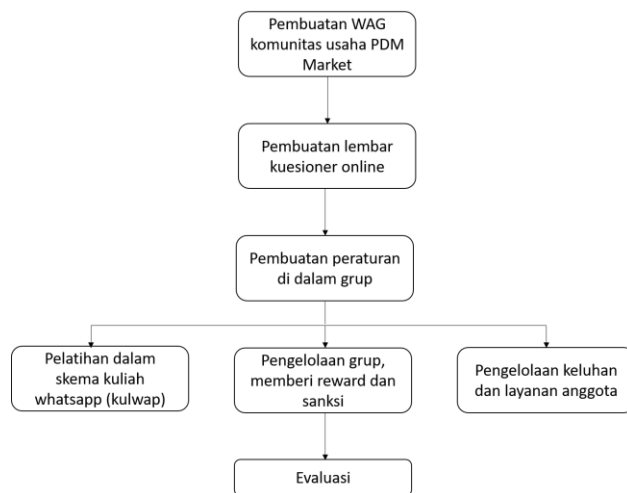 Pembuatan WAG
komunitas usaha PDM
Market
Pembuatan lembar
kuesioner online
Pembuatan peraturan
di dalam grup
Pelatihan dalam
skema kuliah
whatsapp (kulwap)
Pengelolaan grup,
memberi reward dan
sanksi
Pengelolaan keluhan
dan layanan anggota
Evaluasi